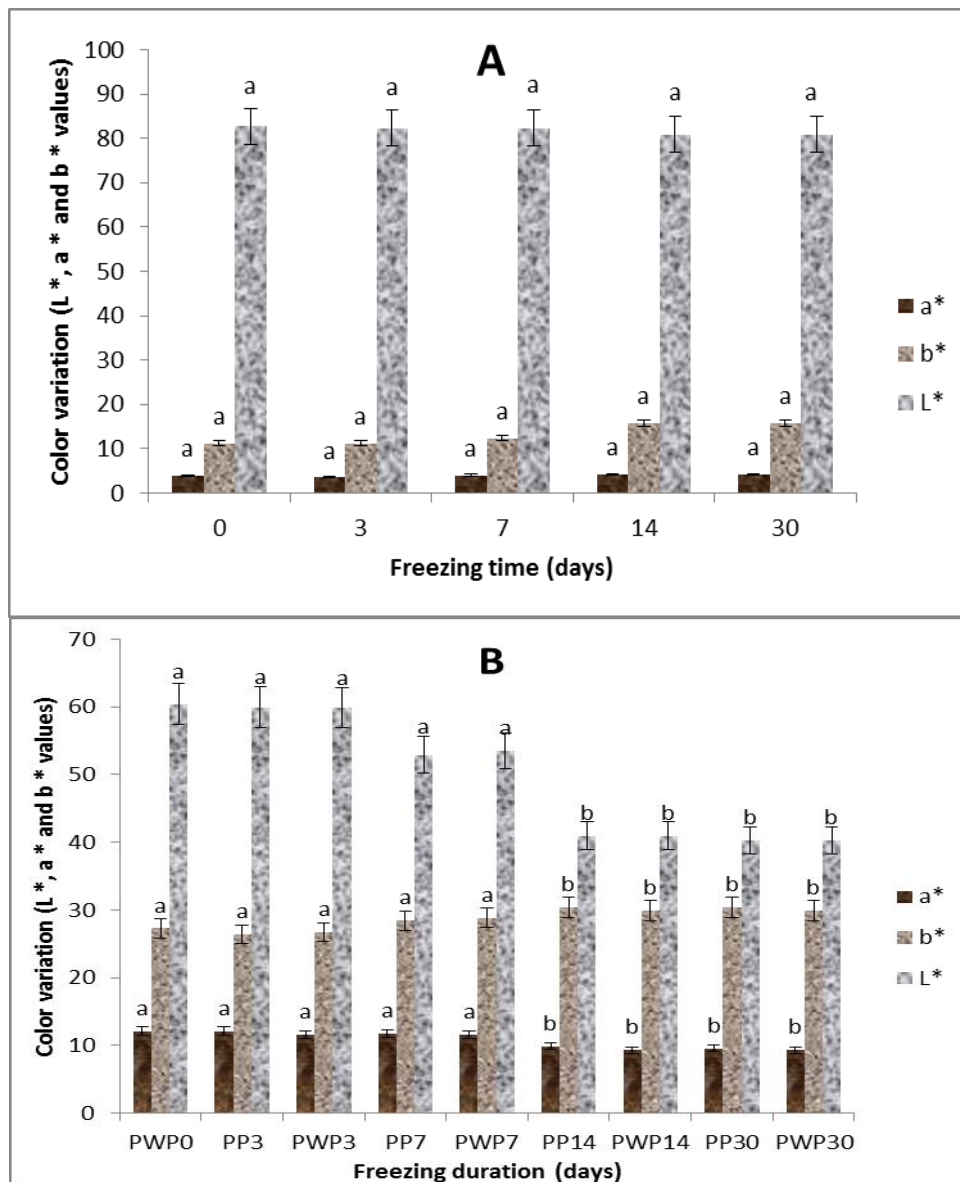 A
Color variation (L *, a * and b * values)
100
90
80
70
60
50
40
30
20
10
0
a a a a a
a a a a a
a a a a a
0 3 7 14 30
Freezing time (days)
a*
b*
L*
B
Color variation (L *, a * and b * values)
70
60
50
40
30
20
10
0
a a a a a b b b b
a a a a a b b b b
a a a a a b b b b
PWP0 PP3 PWP3 PP7 PWP7 PP14 PWP14 PP30 PWP30
Freezing duration (days)
a*
b*
L*